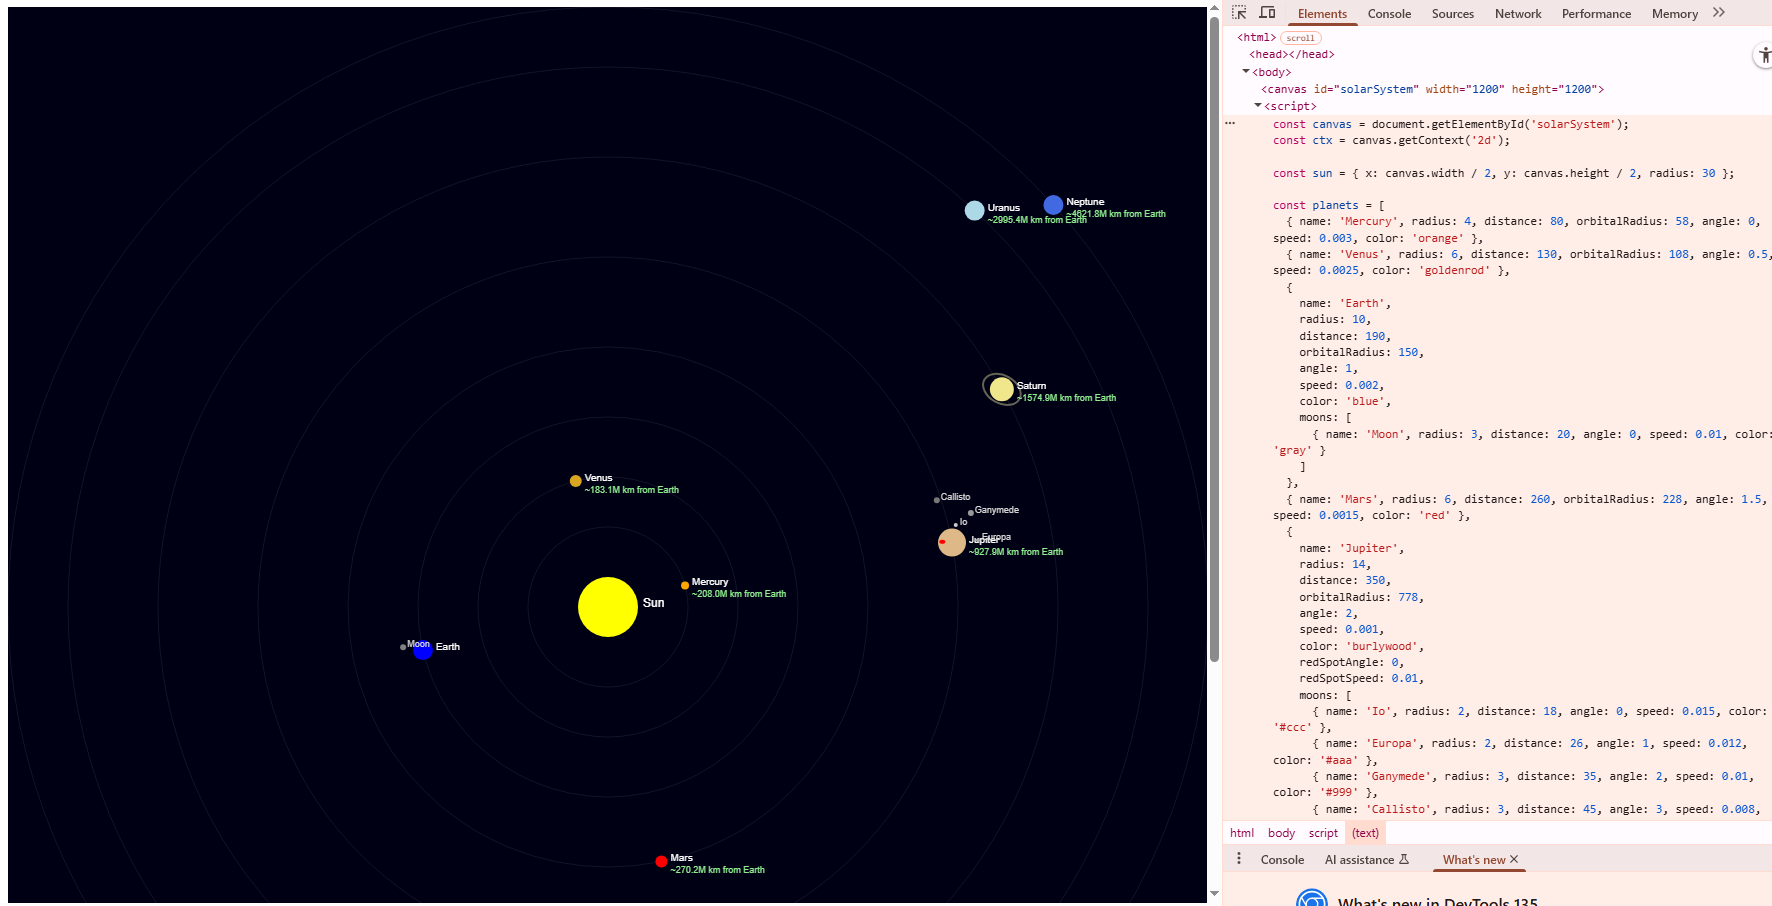 Uranus
~2995.4M km from Earth
Neptune
~4621.8M km from Earth
Saturn
~1574.9M km from Earth
Venus
~183.1M km from Earth
Callisto
Ganymede
Io
Europa
Jupiter
~927.9M km from Earth
Mercury
~208.0M km from Earth
Sun
Moon
Earth
Mars
~270.2M km from Earth
Elements Console Sources Network Performance Memory
<html> scroll
<head></head>
<body>
<canvas id="solarSystem" width="1200" height="1200">
<script>
const canvas = document.getElementById('solarSystem');
const ctx = canvas.getContext('2d');
const sun = { x: canvas.width / 2, y: canvas.height / 2, radius: 30 };
const planets = [
{ name: 'Mercury', radius: 4, distance: 80, orbitalRadius: 58, angle: 0,
speed: 0.003, color: 'orange' },
{ name: 'Venus', radius: 6, distance: 130, orbitalRadius: 108, angle: 0.5,
speed: 0.0025, color: 'goldenrod' },
{
name: 'Earth',
radius: 10,
distance: 190,
orbitalRadius: 150,
angle: 1,
speed: 0.002,
color: 'blue',
moons: [
{ name: 'Moon', radius: 3, distance: 20, angle: 0, speed: 0.01, color:
'gray' }
]
},
{ name: 'Mars', radius: 6, distance: 260, orbitalRadius: 228, angle: 1.5,
speed: 0.0015, color: 'red' },
{
name: 'Jupiter',
radius: 14,
distance: 350,
orbitalRadius: 778,
angle: 2,
speed: 0.001,
color: 'burlywood',
redSpotAngle: 0,
redSpotSpeed: 0.01,
moons: [
{ name: 'Io', radius: 2, distance: 18, angle: 0, speed: 0.015, color:
'#ccc' },
{ name: 'Europa', radius: 2, distance: 26, angle: 1, speed: 0.012,
color: '#aaa' },
{ name: 'Ganymede', radius: 3, distance: 35, angle: 2, speed: 0.01,
color: '#999' },
{ name: 'Callisto', radius: 3, distance: 45, angle: 3, speed: 0.008,
html body script (text)
Console AI assistance What's new
What's new in DevTools 135